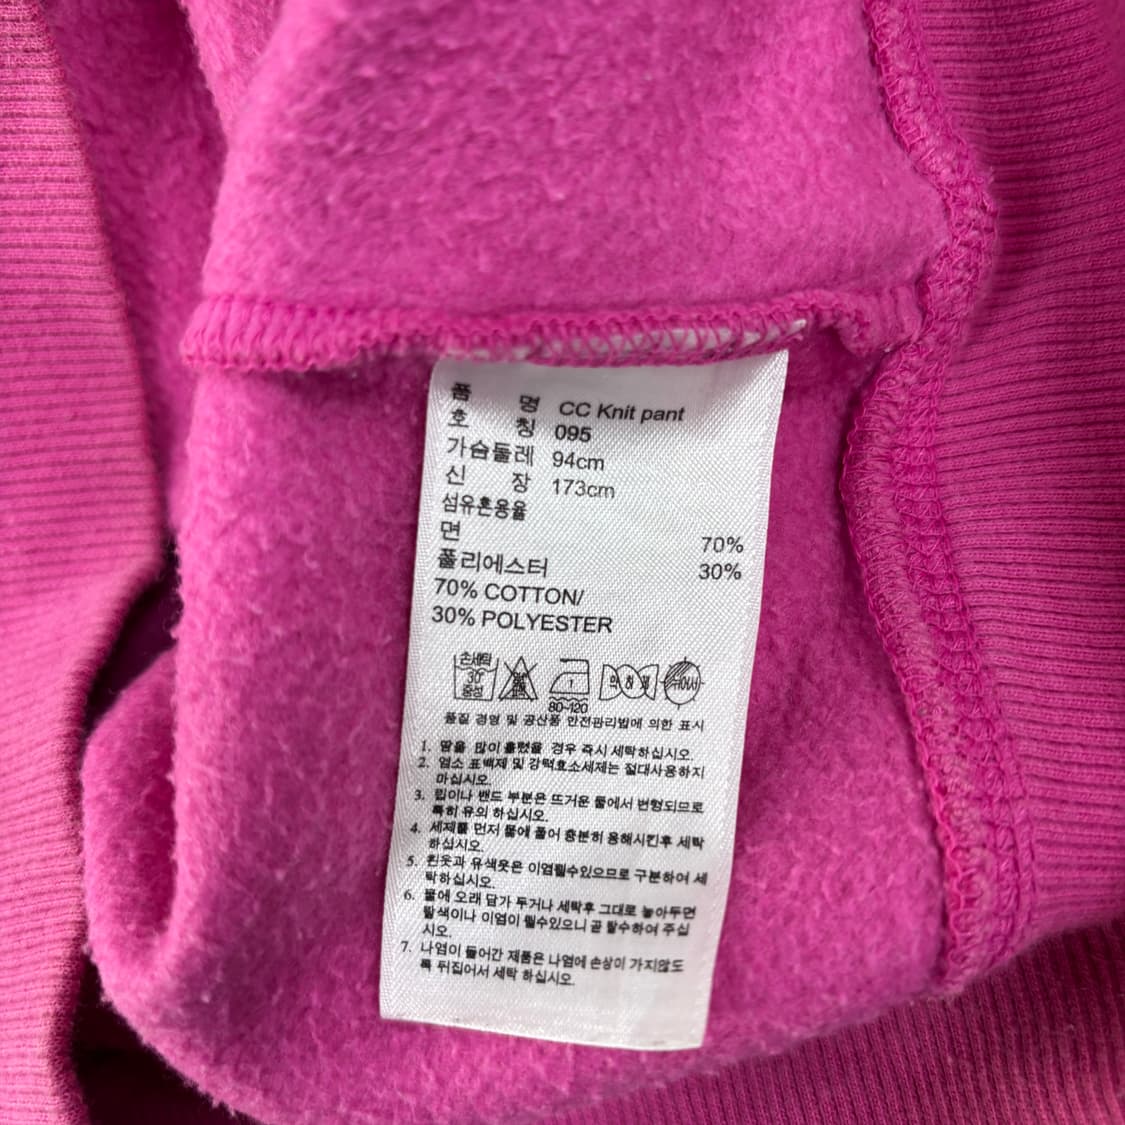 품 명 CC Knit pant
호 칭 095
가슴둘레 94cm
신 장 173cm
섬유혼용율
면 70%
폴리에스터 30%
70% COTTON/
30% POLYESTER
손세탁
30°
중성
80~120
품질 경영 및 공산품 안전관리법에 의한 표시
1. 땀을 많이 흘렸을 경우 즉시 세탁하십시오.
2. 염소 표백제 및 강력효소세제는 절대사용하지
마십시오.
3. 립이나 밴드 부분은 뜨거운 물에서 변형되므로
특히 유의 하십시오.
4. 세제를 먼저 물에 풀어 충분히 용해시킨후 세탁
하십시오.
5. 흰옷과 유색옷은 이염될수있으므로 구분하여 세
탁하십시오.
6. 물에 오래 담가 두거나 세탁후 그대로 놓아두면
탈색이나 이염이 될수있으니 곧 탈수하여 주십
시오.
7. 나염이 들어간 제품은 나염에 손상이 가지않도
록 뒤집어서 세탁 하십시오.